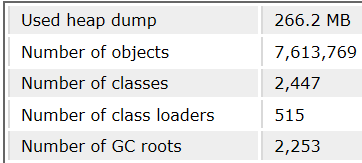 Used heap dump 266.2 MB
Number of objects 7,613,769
Number of classes 2,447
Number of class loaders 515
Number of GC roots 2,253